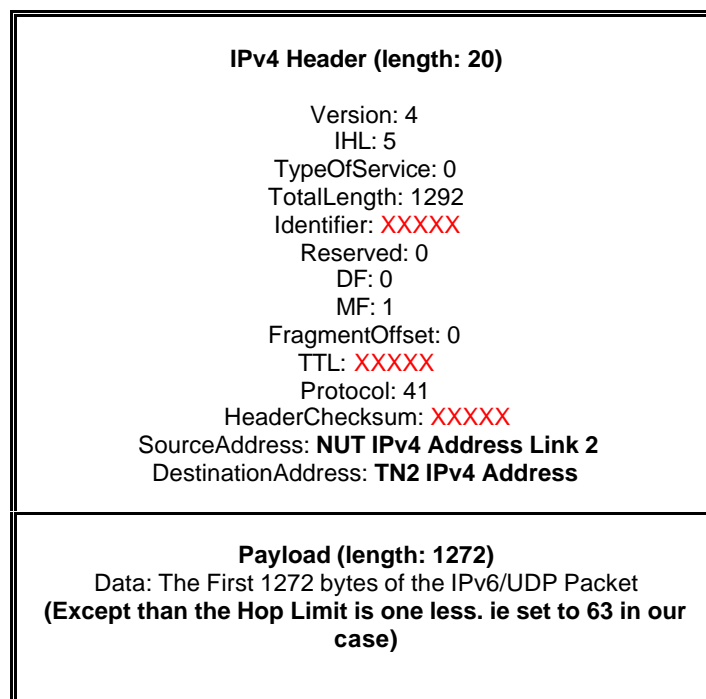 IPv4 Header (length: 20)
Version: 4
IHL: 5
TypeOfService: 0
TotalLength: 1292
Identifier: XXXXX
Reserved: 0
DF: 0
MF: 1
FragmentOffset: 0
TTL: XXXXX
Protocol: 41
HeaderChecksum: XXXXX
SourceAddress: NUT IPv4 Address Link 2
DestinationAddress: TN2 IPv4 Address
Payload (length: 1272)
Data: The First 1272 bytes of the IPv6/UDP Packet
(Except than the Hop Limit is one less. ie set to 63 in our
case)